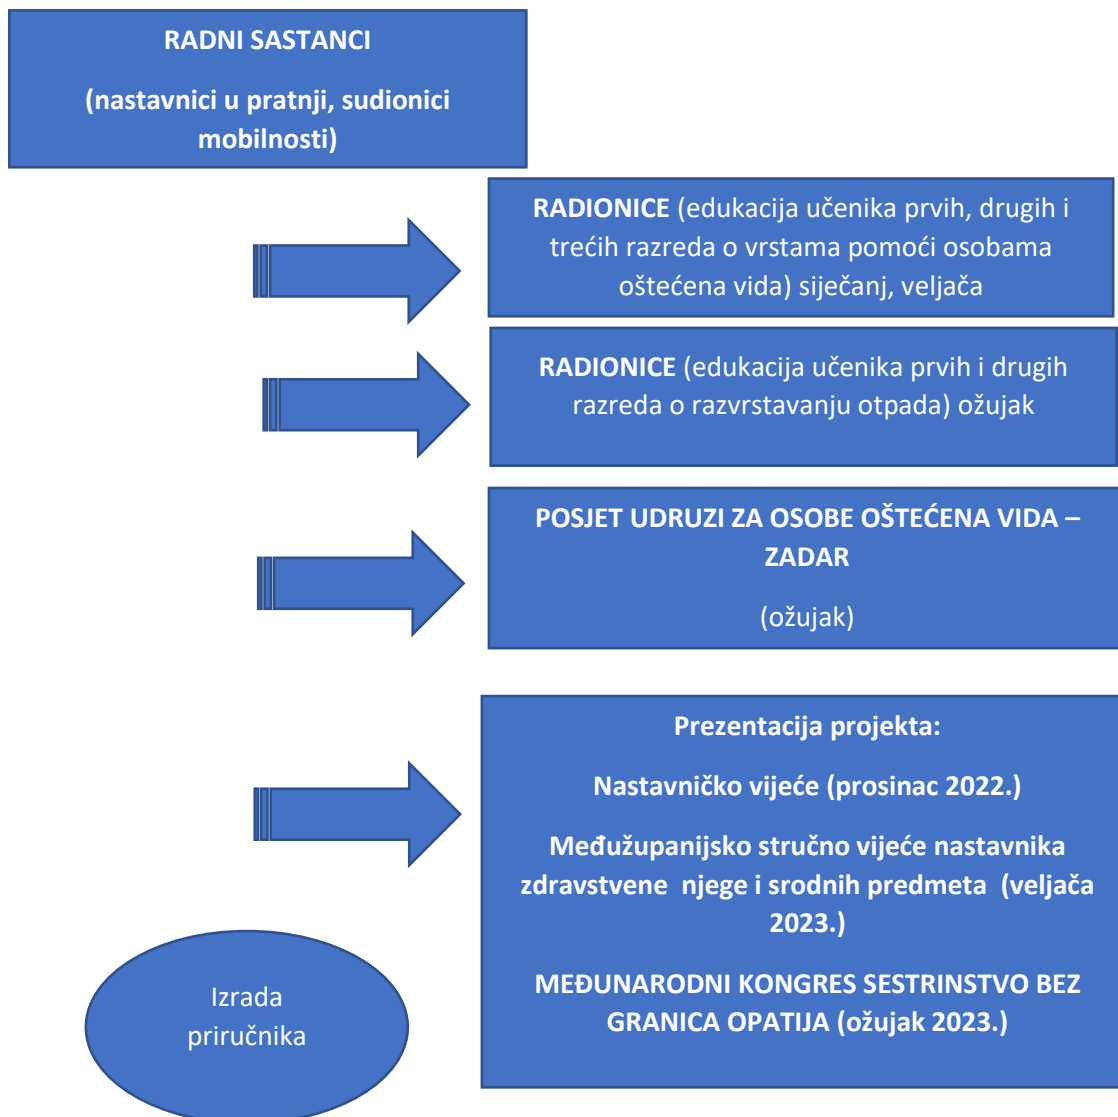 RADNI SASTANCI
(nastavnici u pratnji, sudionici
mobilnosti)
RADIONICE (edukacija učenika prvih, drugih i
trećih razreda o vrstama pomoći osobama
oštećena vida) siječanj, veljača
RADIONICE (edukacija učenika prvih i drugih
razreda o razvrstavanju otpada) ožujak
POSJET UDRUZI ZA OSOBE OŠTEĆENA VIDA –
ZADAR
(ožujak)
Prezentacija projekta:
Nastavničko vijeće (prosinac 2022.)
Međužupanijsko stručno vijeće nastavnika
zdravstvene njege i srodnih predmeta (veljača
2023.)
MEĐUNARODNI KONGRES SESTRINSTVO BEZ
GRANICA OPATIJA (ožujak 2023.)
Izrada
priručnika